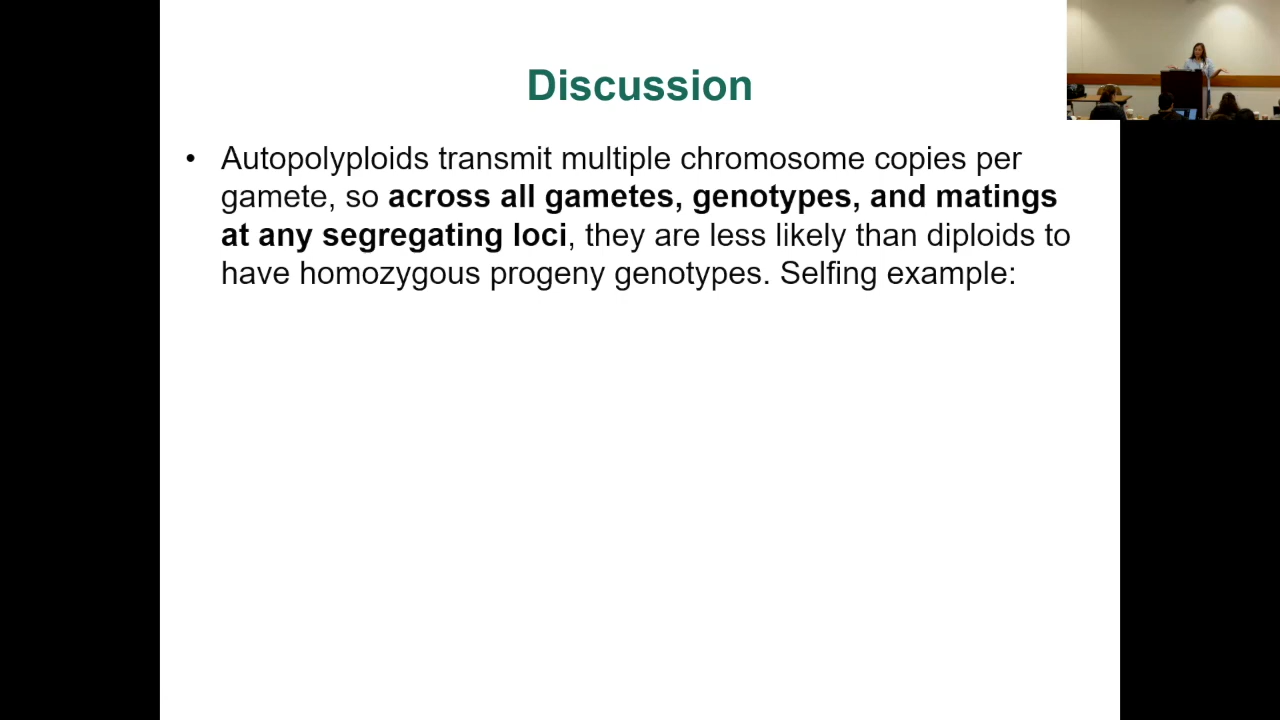 Discussion
• Autopolyploids transmit multiple chromosome copies per
gamete, so across all gametes, genotypes, and matings
at any segregating loci, they are less likely than diploids to
have homozygous progeny genotypes. Selfing example: